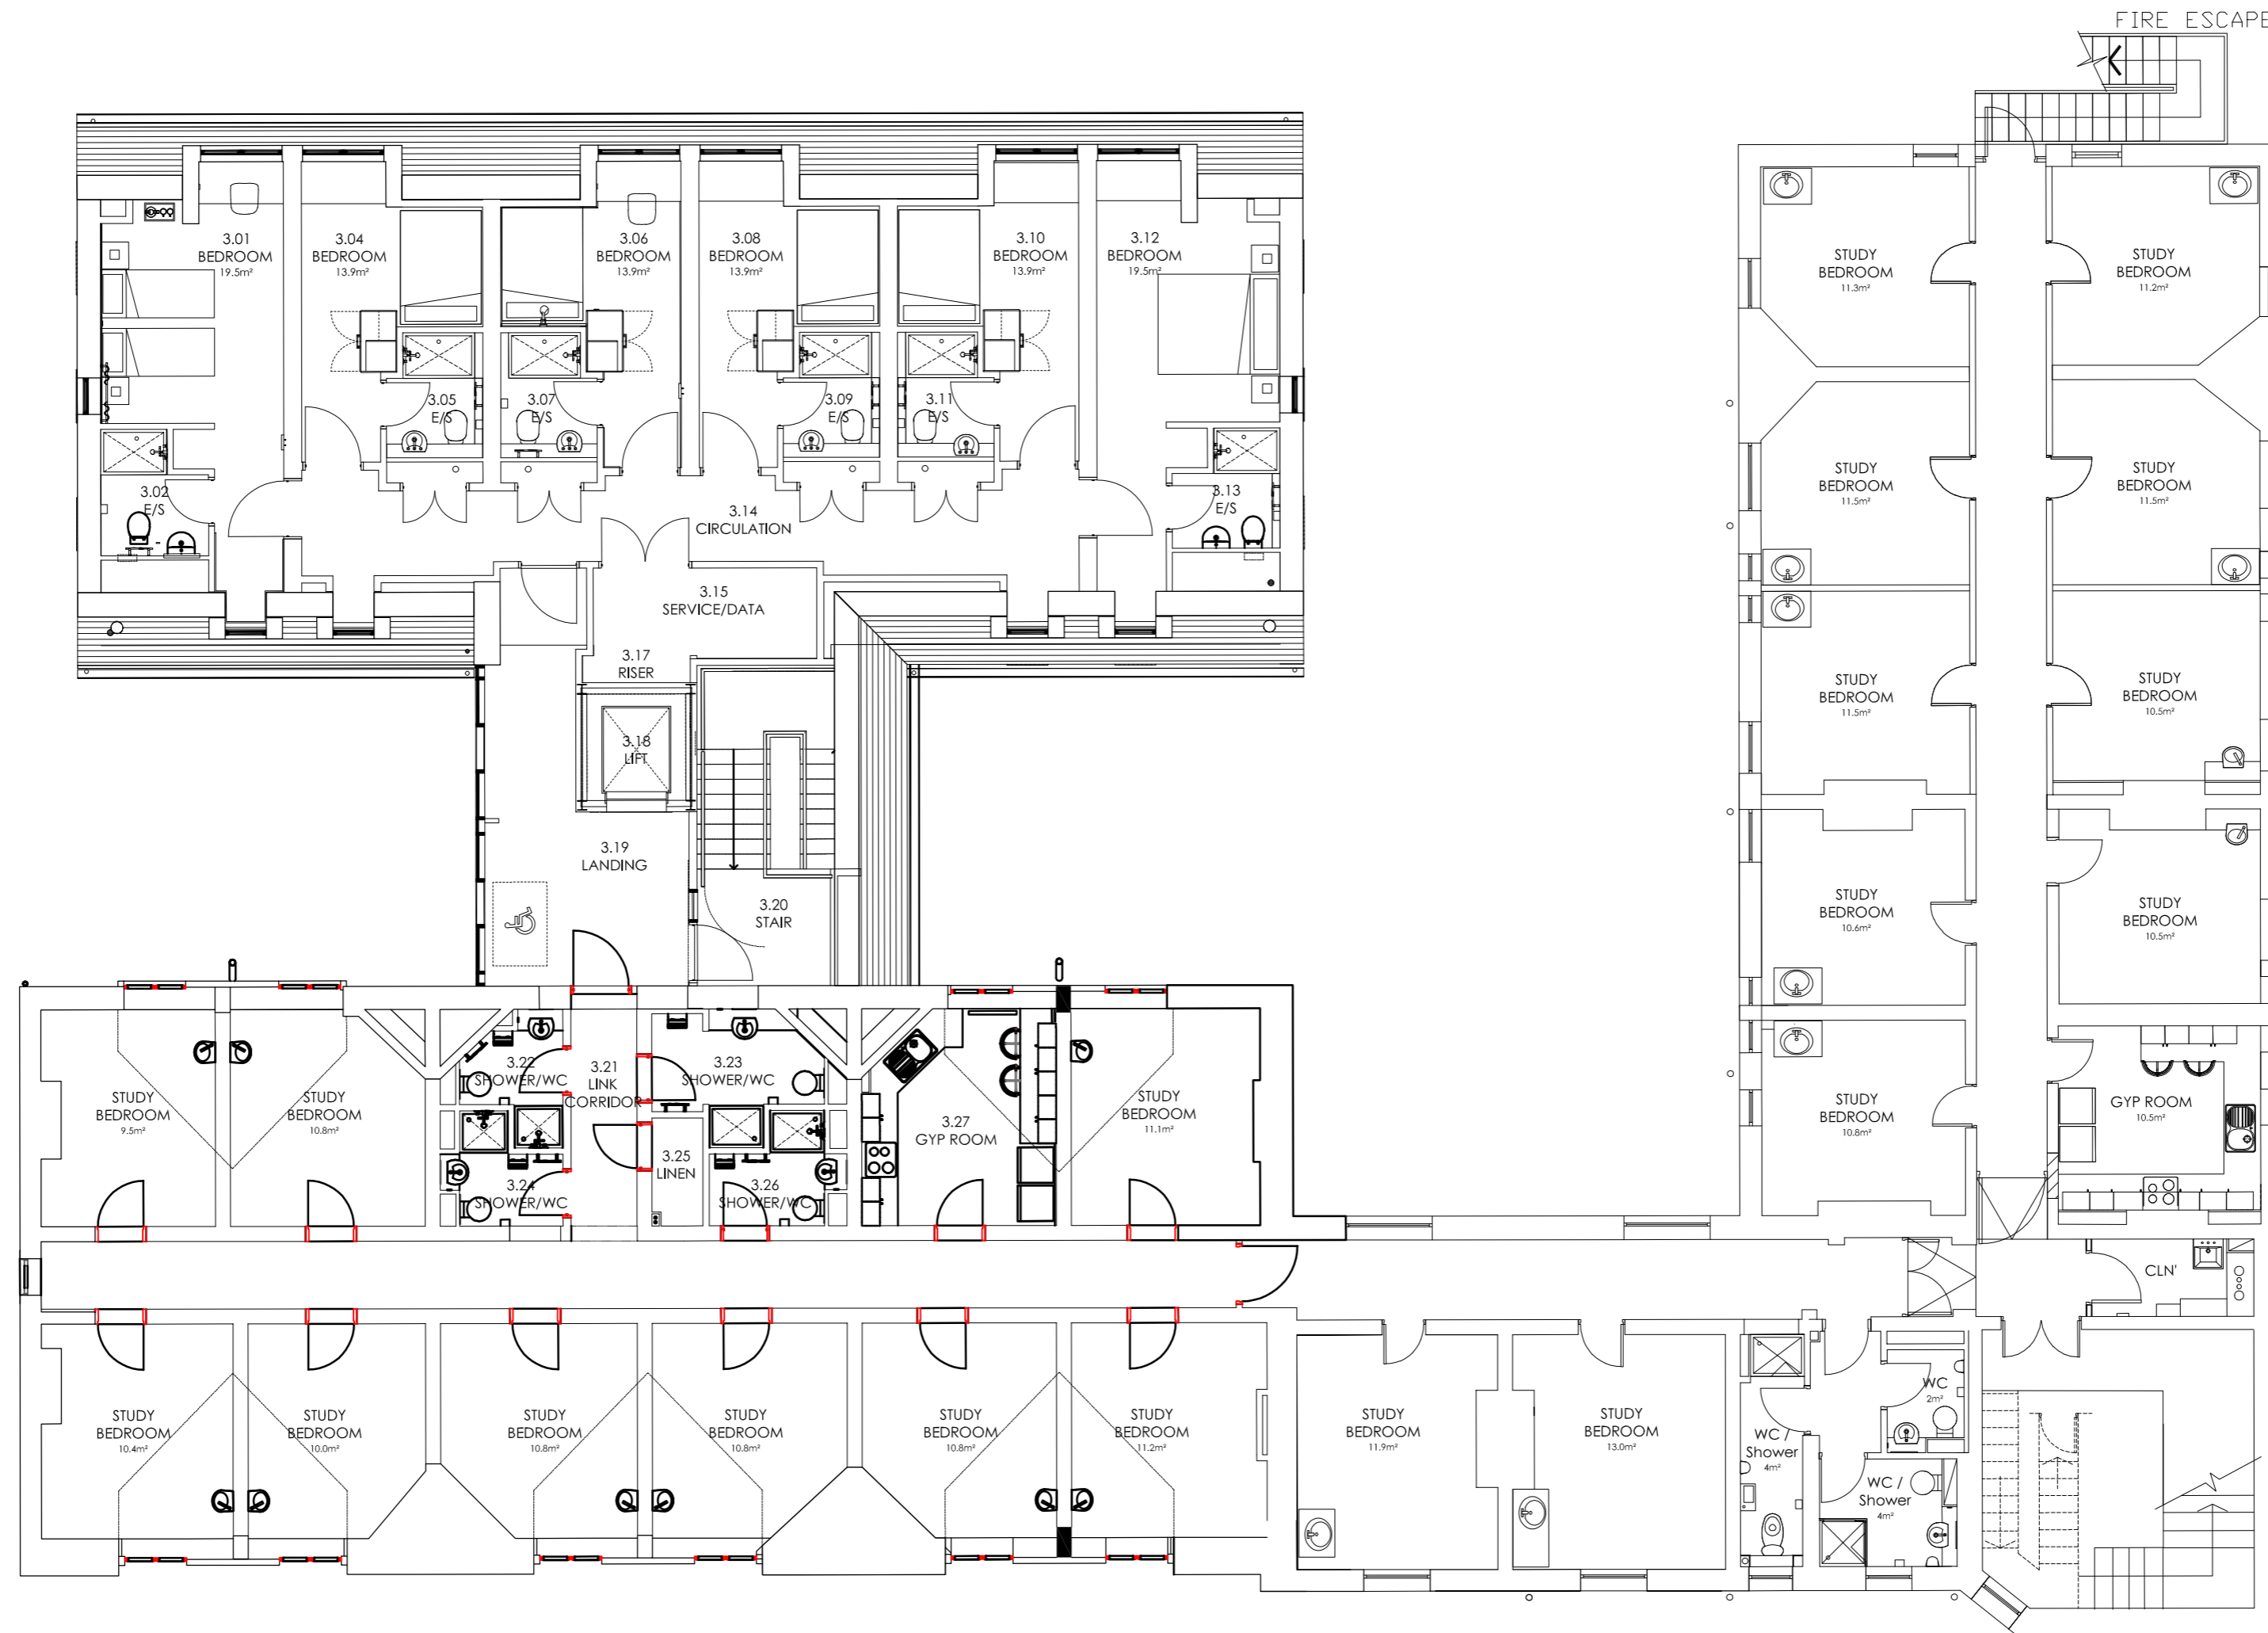 FIRE ESCAPE
3.01
BEDROOM
19.5m²
3.04
BEDROOM
13.9m²
3.06
BEDROOM
13.9m²
3.08
BEDROOM
13.9m²
3.10
BEDROOM
13.9m²
3.12
BEDROOM
19.5m²
3.05
E/S
3.07
E/S
3.09
E/S
3.11
E/S
3.02
E/S
3.13
E/S
3.14
CIRCULATION
3.15
SERVICE/DATA
3.17
RISER
3.18
LIFT
3.19
LANDING
3.20
STAIR
STUDY
BEDROOM
11.3m²
STUDY
BEDROOM
11.2m²
STUDY
BEDROOM
11.5m²
STUDY
BEDROOM
11.5m²
STUDY
BEDROOM
11.5m²
STUDY
BEDROOM
10.5m²
STUDY
BEDROOM
10.6m²
STUDY
BEDROOM
10.5m²
STUDY
BEDROOM
10.8m²
GYP ROOM
10.5m²
STUDY
BEDROOM
9.5m²
STUDY
BEDROOM
10.8m²
3.22
SHOWER/WC
3.21
LINK
CORRIDOR
3.23
SHOWER/WC
3.24
SHOWER/WC
3.25
LINEN
3.26
SHOWER/WC
3.27
GYP ROOM
STUDY
BEDROOM
11.1m²
CLN'
STUDY
BEDROOM
10.4m²
STUDY
BEDROOM
10.0m²
STUDY
BEDROOM
10.8m²
STUDY
BEDROOM
10.8m²
STUDY
BEDROOM
10.8m²
STUDY
BEDROOM
11.2m²
STUDY
BEDROOM
11.9m²
STUDY
BEDROOM
13.0m²
WC /
Shower
4m²
WC
2m²
WC /
Shower
4m²